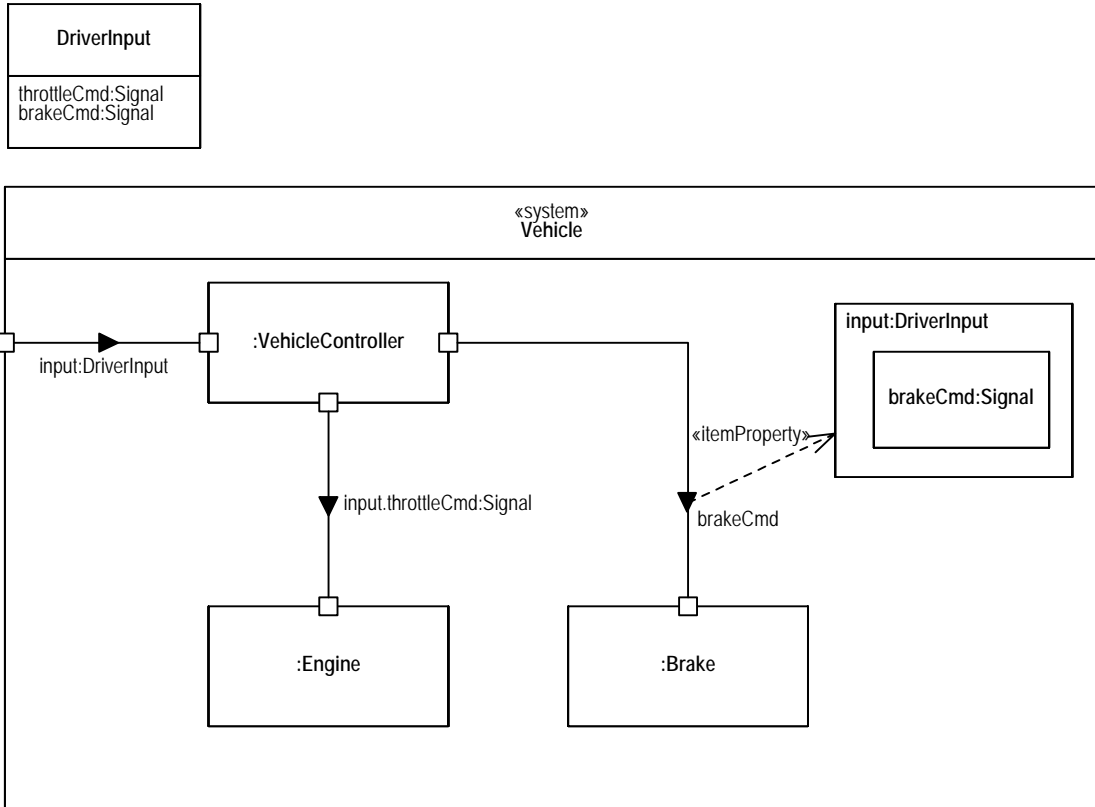 DriverInput
throttleCmd:Signal
brakeCmd:Signal
«system»
Vehicle
:VehicleController
input:DriverInput
input:DriverInput
brakeCmd:Signal
«itemProperty»
input.throttleCmd:Signal
brakeCmd
:Engine
:Brake